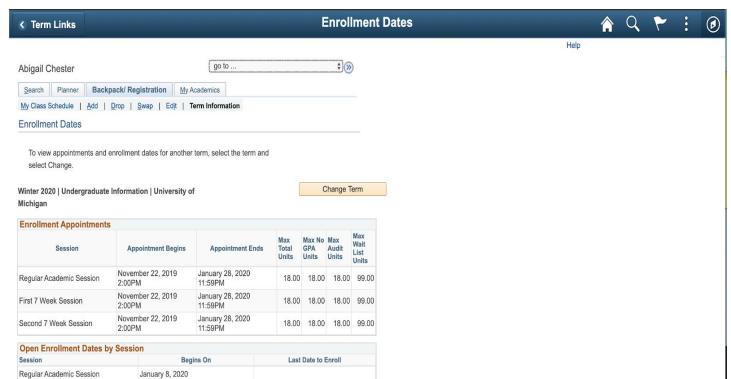 Term Links
Enrollment Dates
Help
Abigail Chester
go to ...
Search Planner Backpack/ Registration My Academics
My Class Schedule | Add | Drop | Swap | Edit | Term Information
Enrollment Dates
To view appointments and enrollment dates for another term, select the term and
select Change.
Winter 2020 | Undergraduate Information | University of
Michigan
Change Term
Enrollment Appointments
Session Appointment Begins Appointment Ends Max Total Units Max No GPA Units Max Audit Units Max Wait List Units
Regular Academic Session November 22, 2019 2:00PM January 28, 2020 11:59PM 18.00 18.00 18.00 99.00
First 7 Week Session November 22, 2019 2:00PM January 28, 2020 11:59PM 18.00 18.00 18.00 99.00
Second 7 Week Session November 22, 2019 2:00PM January 28, 2020 11:59PM 18.00 18.00 18.00 99.00
Open Enrollment Dates by Session
Session Begins On Last Date to Enroll
Regular Academic Session January 8, 2020